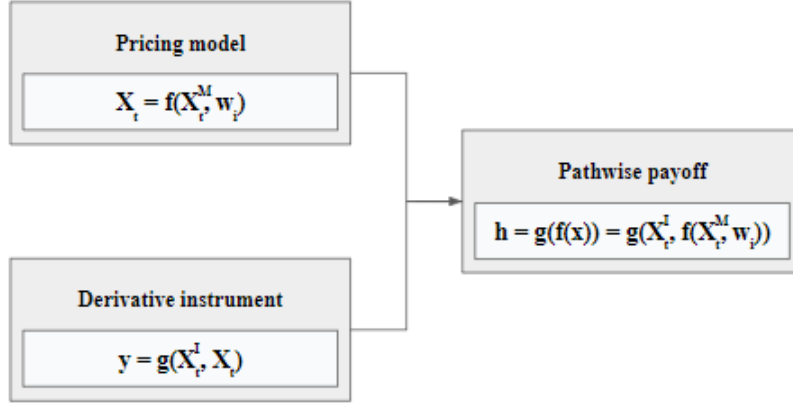 Pricing model
Xₜ = f(Xₜᴹ, wᵢ)
Pathwise payoff
h = g(f(x)) = g(Xₜᴵ, f(Xₜᴹ, wᵢ))
Derivative instrument
y = g(Xₜᴵ, Xₜ)